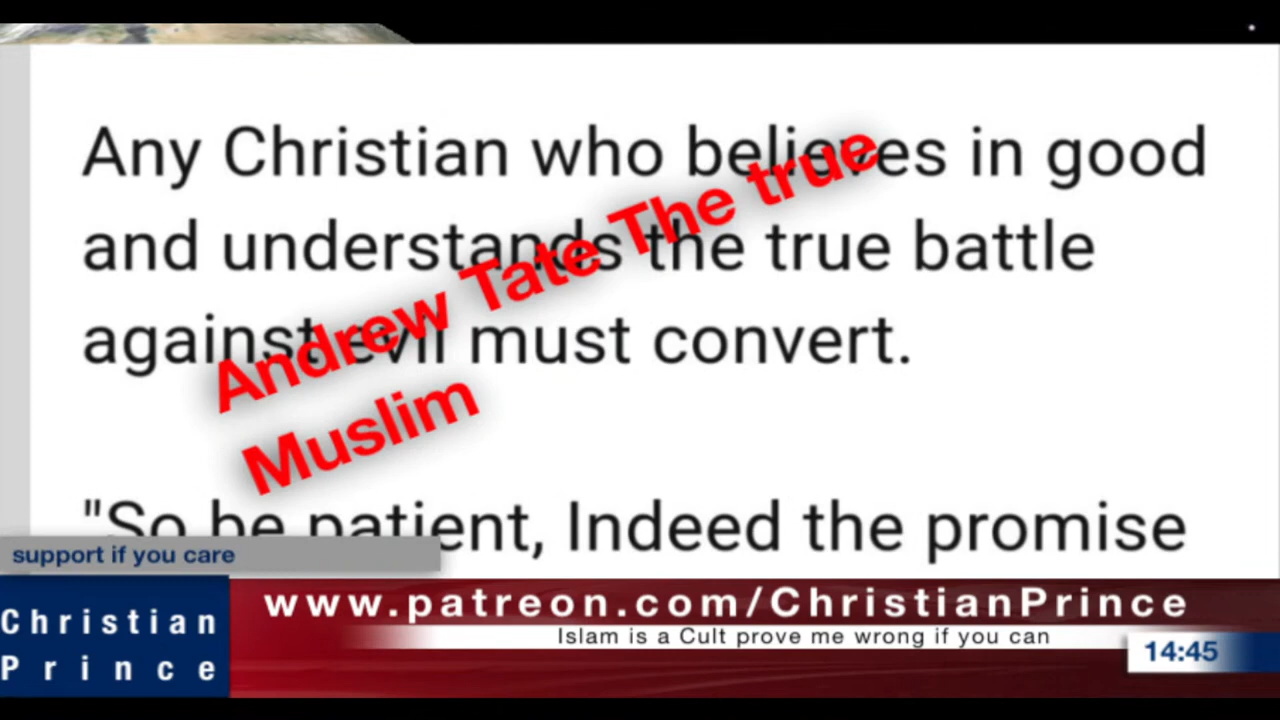 Any Christian who believes in good
and understands the true battle
against evil must convert.
Andrew Tate The true
Muslim
"So be patient, Indeed the promise
support if you care
Christian
Prince
www.patreon.com/ChristianPrince
Islam is a Cult prove me wrong if you can
14:45